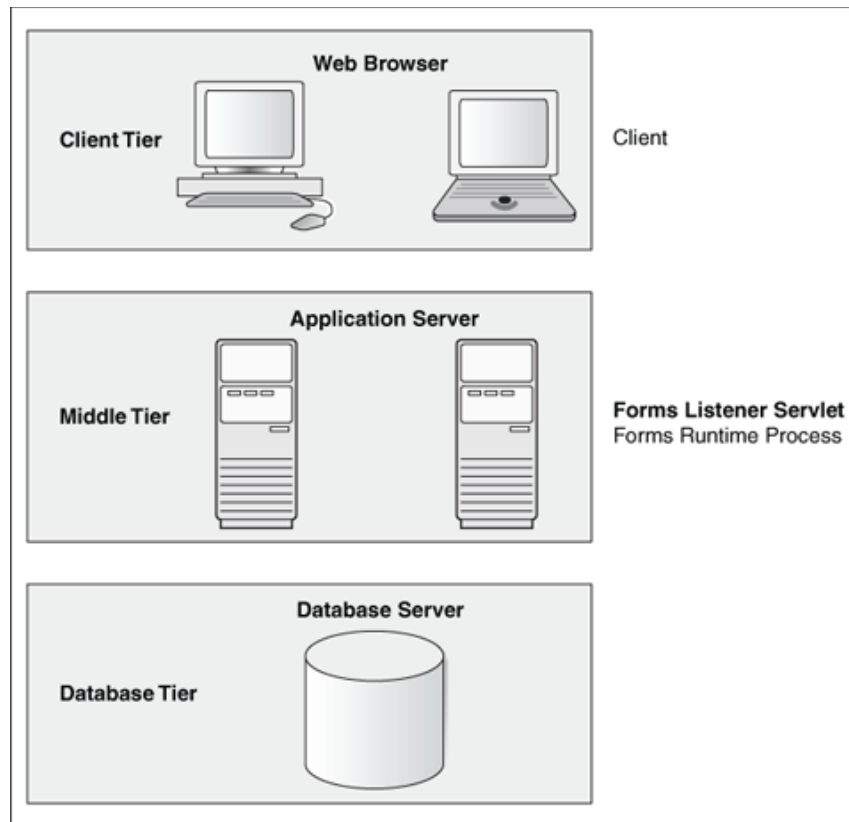 Web Browser
Client Tier
Client
Application Server
Middle Tier
Forms Listener Servlet
Forms Runtime Process
Database Server
Database Tier